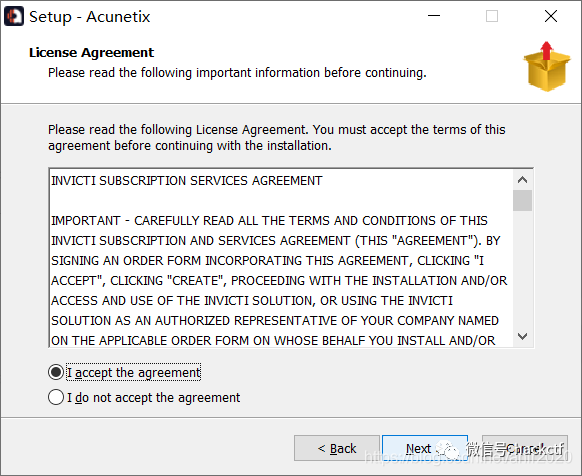 Setup - Acunetix
License Agreement
Please read the following important information before continuing.
Please read the following License Agreement. You must accept the terms of this
agreement before continuing with the installation.
INVICTI SUBSCRIPTION SERVICES AGREEMENT
IMPORTANT - CAREFULLY READ ALL THE TERMS AND CONDITIONS OF THIS
INVICTI SUBSCRIPTION AND SERVICES AGREEMENT (THIS "AGREEMENT"). BY
SIGNING AN ORDER FORM INCORPORATING THIS AGREEMENT, CLICKING "I
ACCEPT", CLICKING "CREATE", PROCEEDING WITH THE INSTALLATION AND/OR
ACCESS AND USE OF THE INVICTI SOLUTION, OR USING THE INVICTI
SOLUTION AS AN AUTHORIZED REPRESENTATIVE OF YOUR COMPANY NAMED
ON THE APPLICABLE ORDER FORM ON WHOSE BEHALF YOU INSTALL AND/OR
I accept the agreement
I do not accept the agreement
< Back
Next
Cancel
微信号: